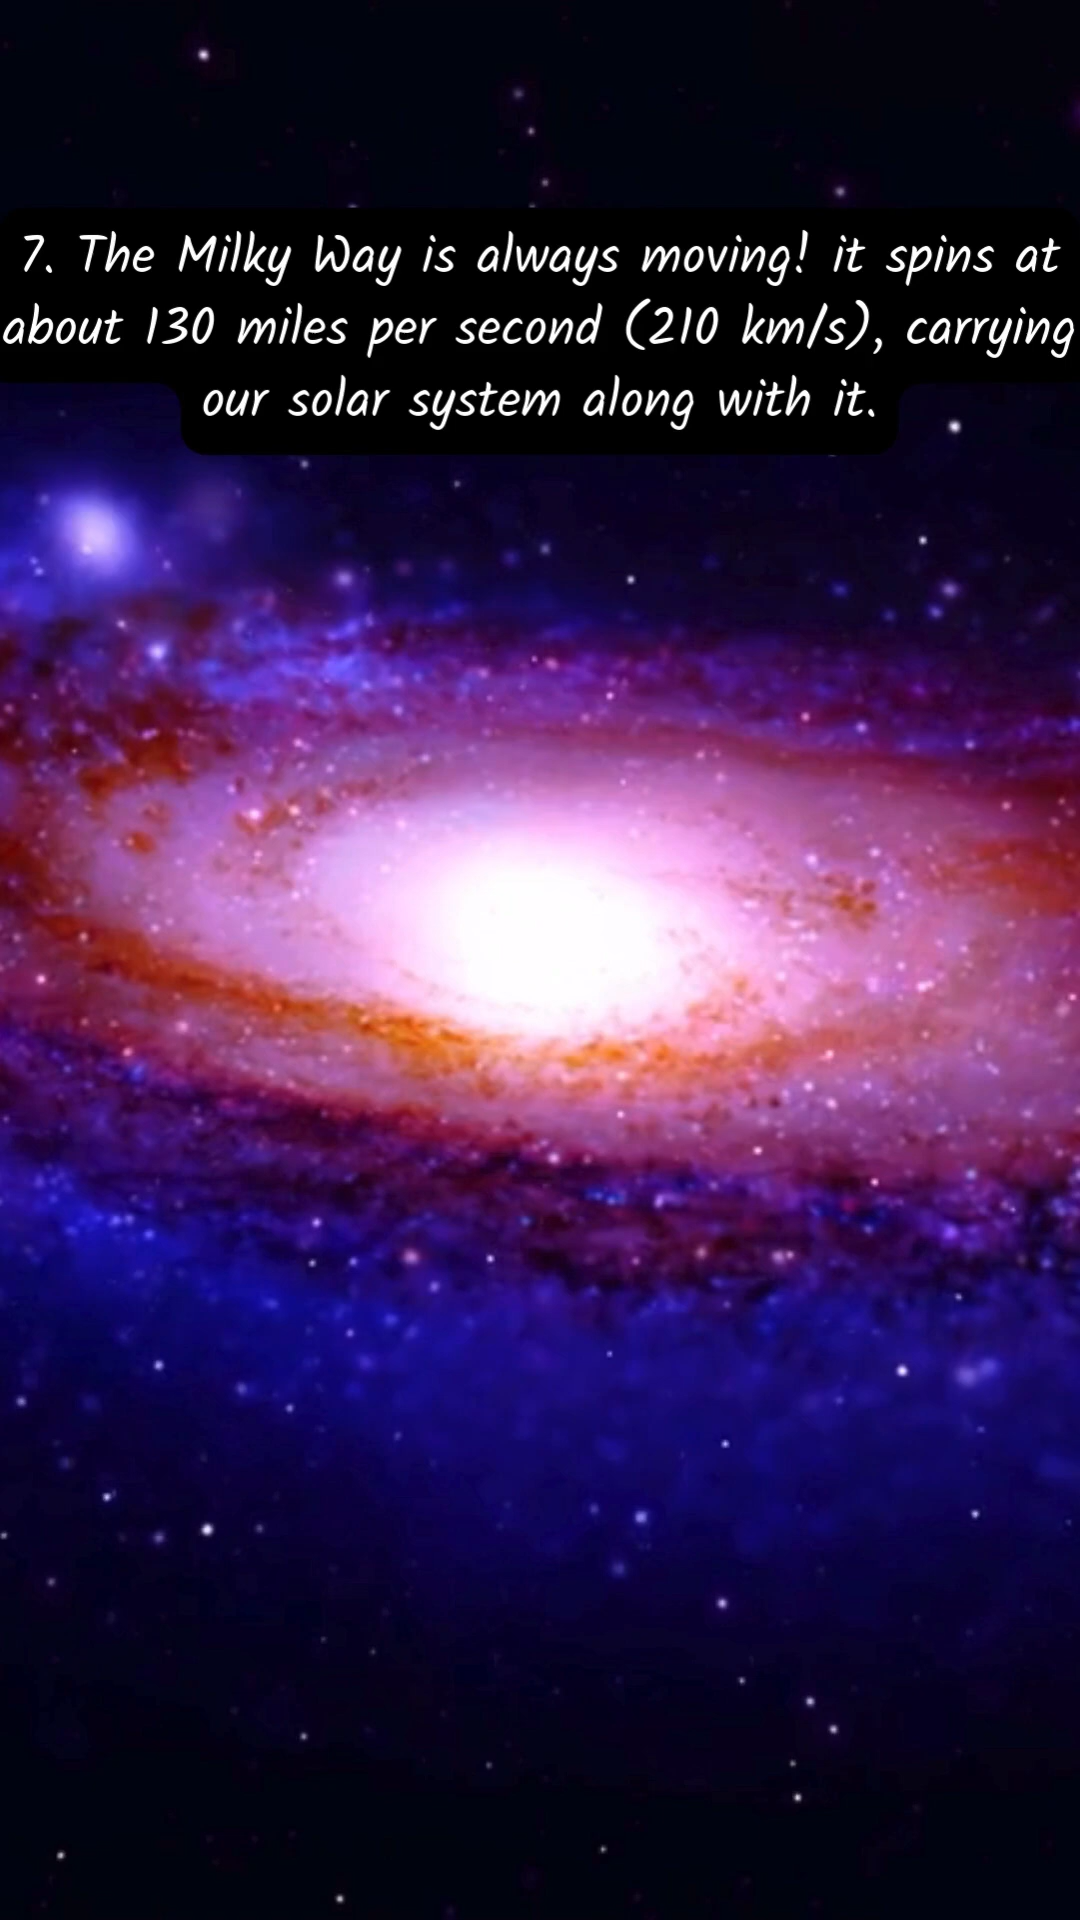 7. The Milky Way is always moving! it spins at
about 130 miles per second (210 km/s), carrying
our solar system along with it.